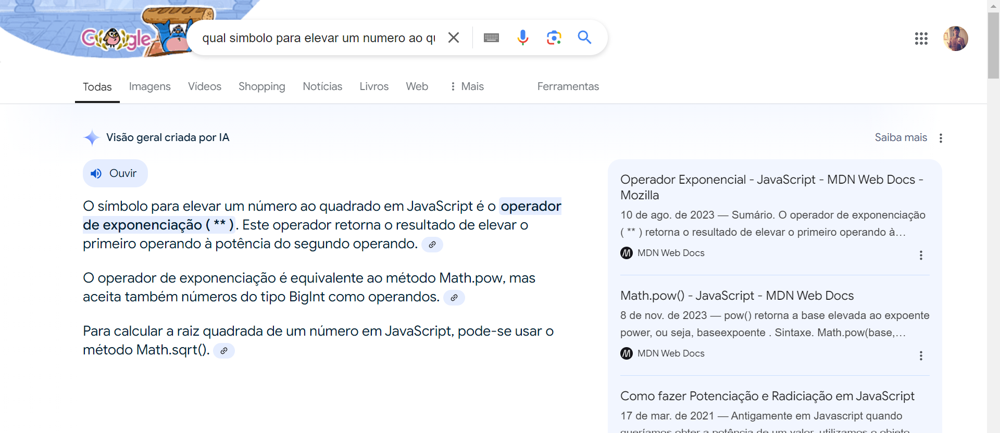 Google
qual simbolo para elevar um numero ao qu
Todas Imagens Vídeos Shopping Notícias Livros Web Mais Ferramentas
Visão geral criada por IA
Saiba mais
Ouvir
O símbolo para elevar um número ao quadrado em JavaScript é o operador
de exponenciação ( ** ). Este operador retorna o resultado de elevar o
primeiro operando à potência do segundo operando.
O operador de exponenciação é equivalente ao método Math.pow, mas
aceita também números do tipo BigInt como operandos.
Para calcular a raiz quadrada de um número em JavaScript, pode-se usar o
método Math.sqrt().
Operador Exponencial - JavaScript - MDN Web Docs -
Mozilla
10 de ago. de 2023 — Sumário. O operador de exponenciação
( ** ) retorna o resultado de elevar o primeiro operando à...
MDN Web Docs
Math.pow() - JavaScript - MDN Web Docs
8 de nov. de 2023 — pow() retorna a base elevada ao expoente
power, ou seja, baseexpoente . Sintaxe. Math.pow(base,...
MDN Web Docs
Como fazer Potenciação e Radiciação em JavaScript
17 de mar. de 2021 — Antigamente em Javascript quando
queríamos obter a potência de um valor, utilizamos o objeto